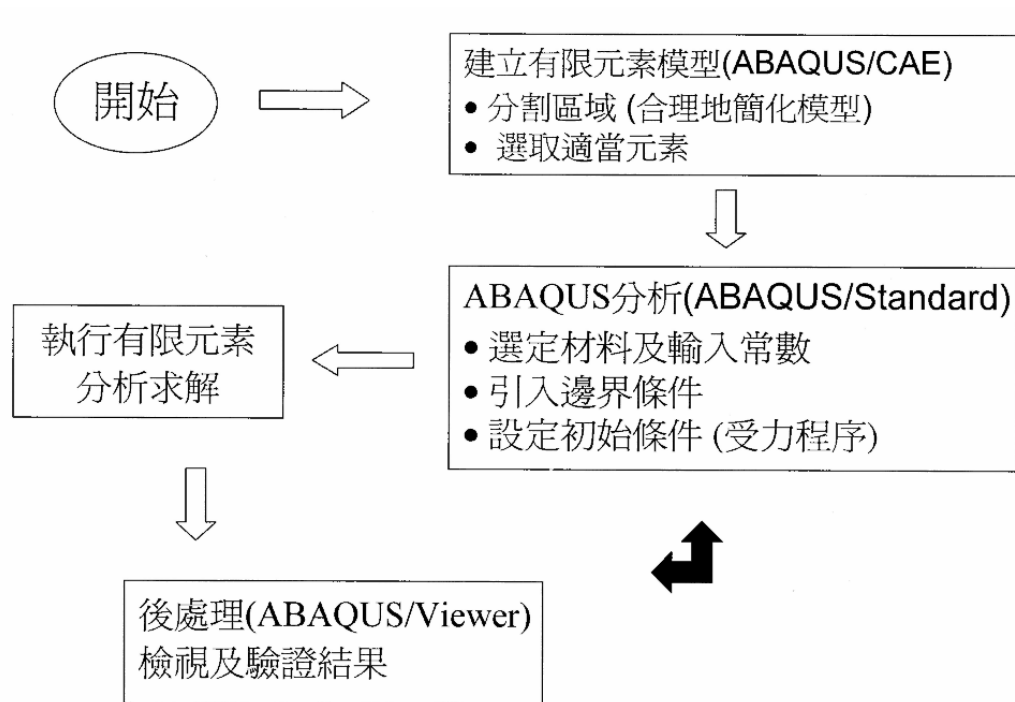 開始
建立有限元素模型(ABAQUS/CAE)
• 分割區域 (合理地簡化模型)
• 選取適當元素
ABAQUS分析(ABAQUS/Standard)
• 選定材料及輸入常數
• 引入邊界條件
• 設定初始條件 (受力程序)
執行有限元素
分析求解
後處理(ABAQUS/Viewer)
檢視及驗證結果